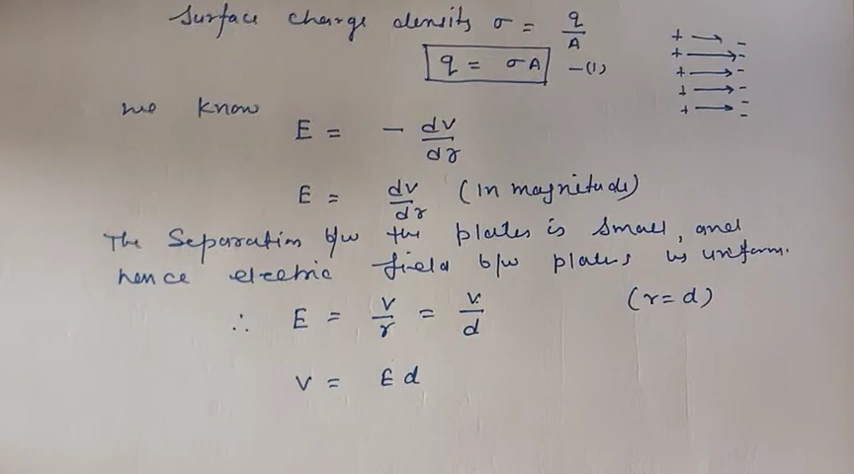 Surface charge density σ = q/A
q = σA -(1)
we know
E = - dv/dr
E = dv/dr (in magnitude)
The Separation b/w the plates is small, and
hence electric field b/w plates is uniform.
∴ E = v/r = v/d (r=d)
V = Ed
+ → -
+ → -
+ → -
+ → -
+ → -